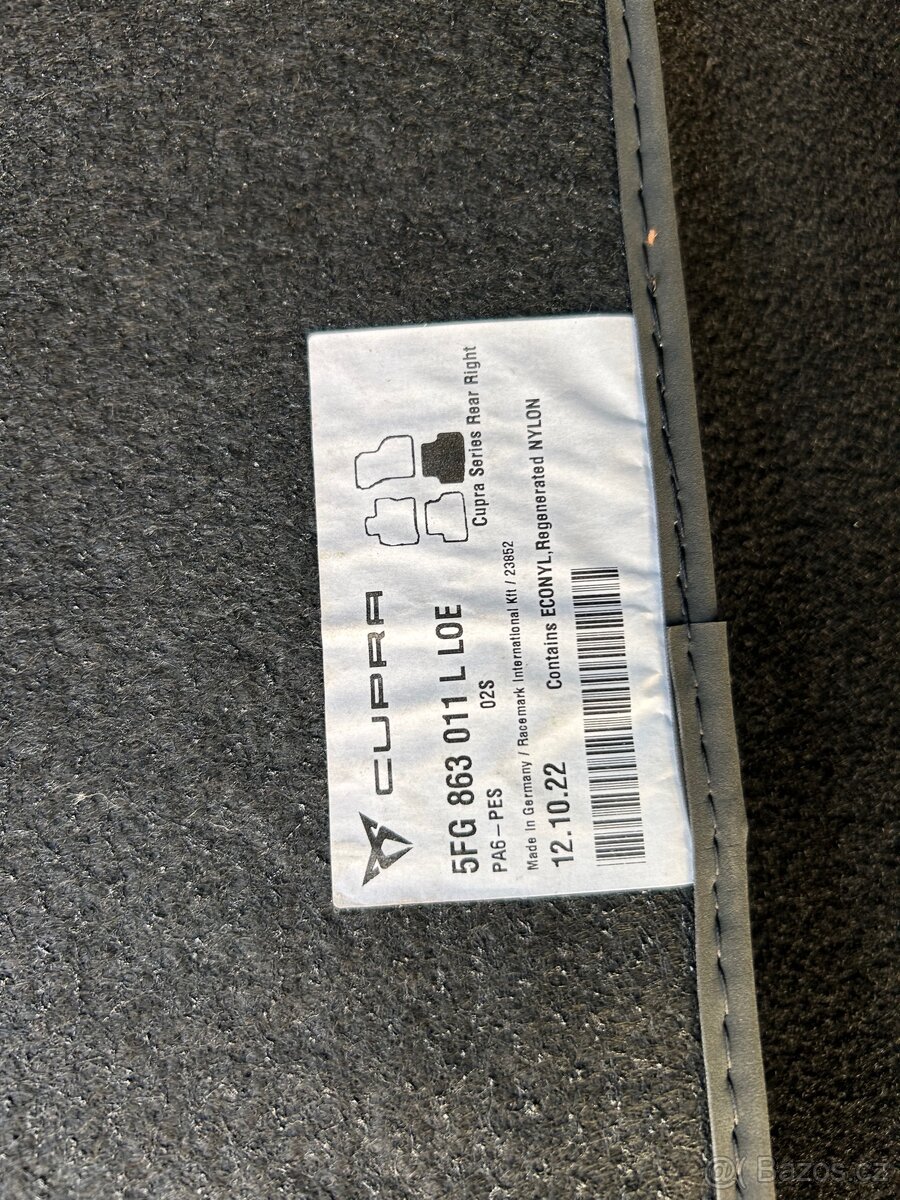 CUPRA
5FG 863 011 L LOE
PA6-PES 02S
Cupra Series Rear Right
Made In Germany / Racemark International Kft / 23852
12.10.22 Contains ECONYL,Regenerated NYLON
@ Bazos.cz